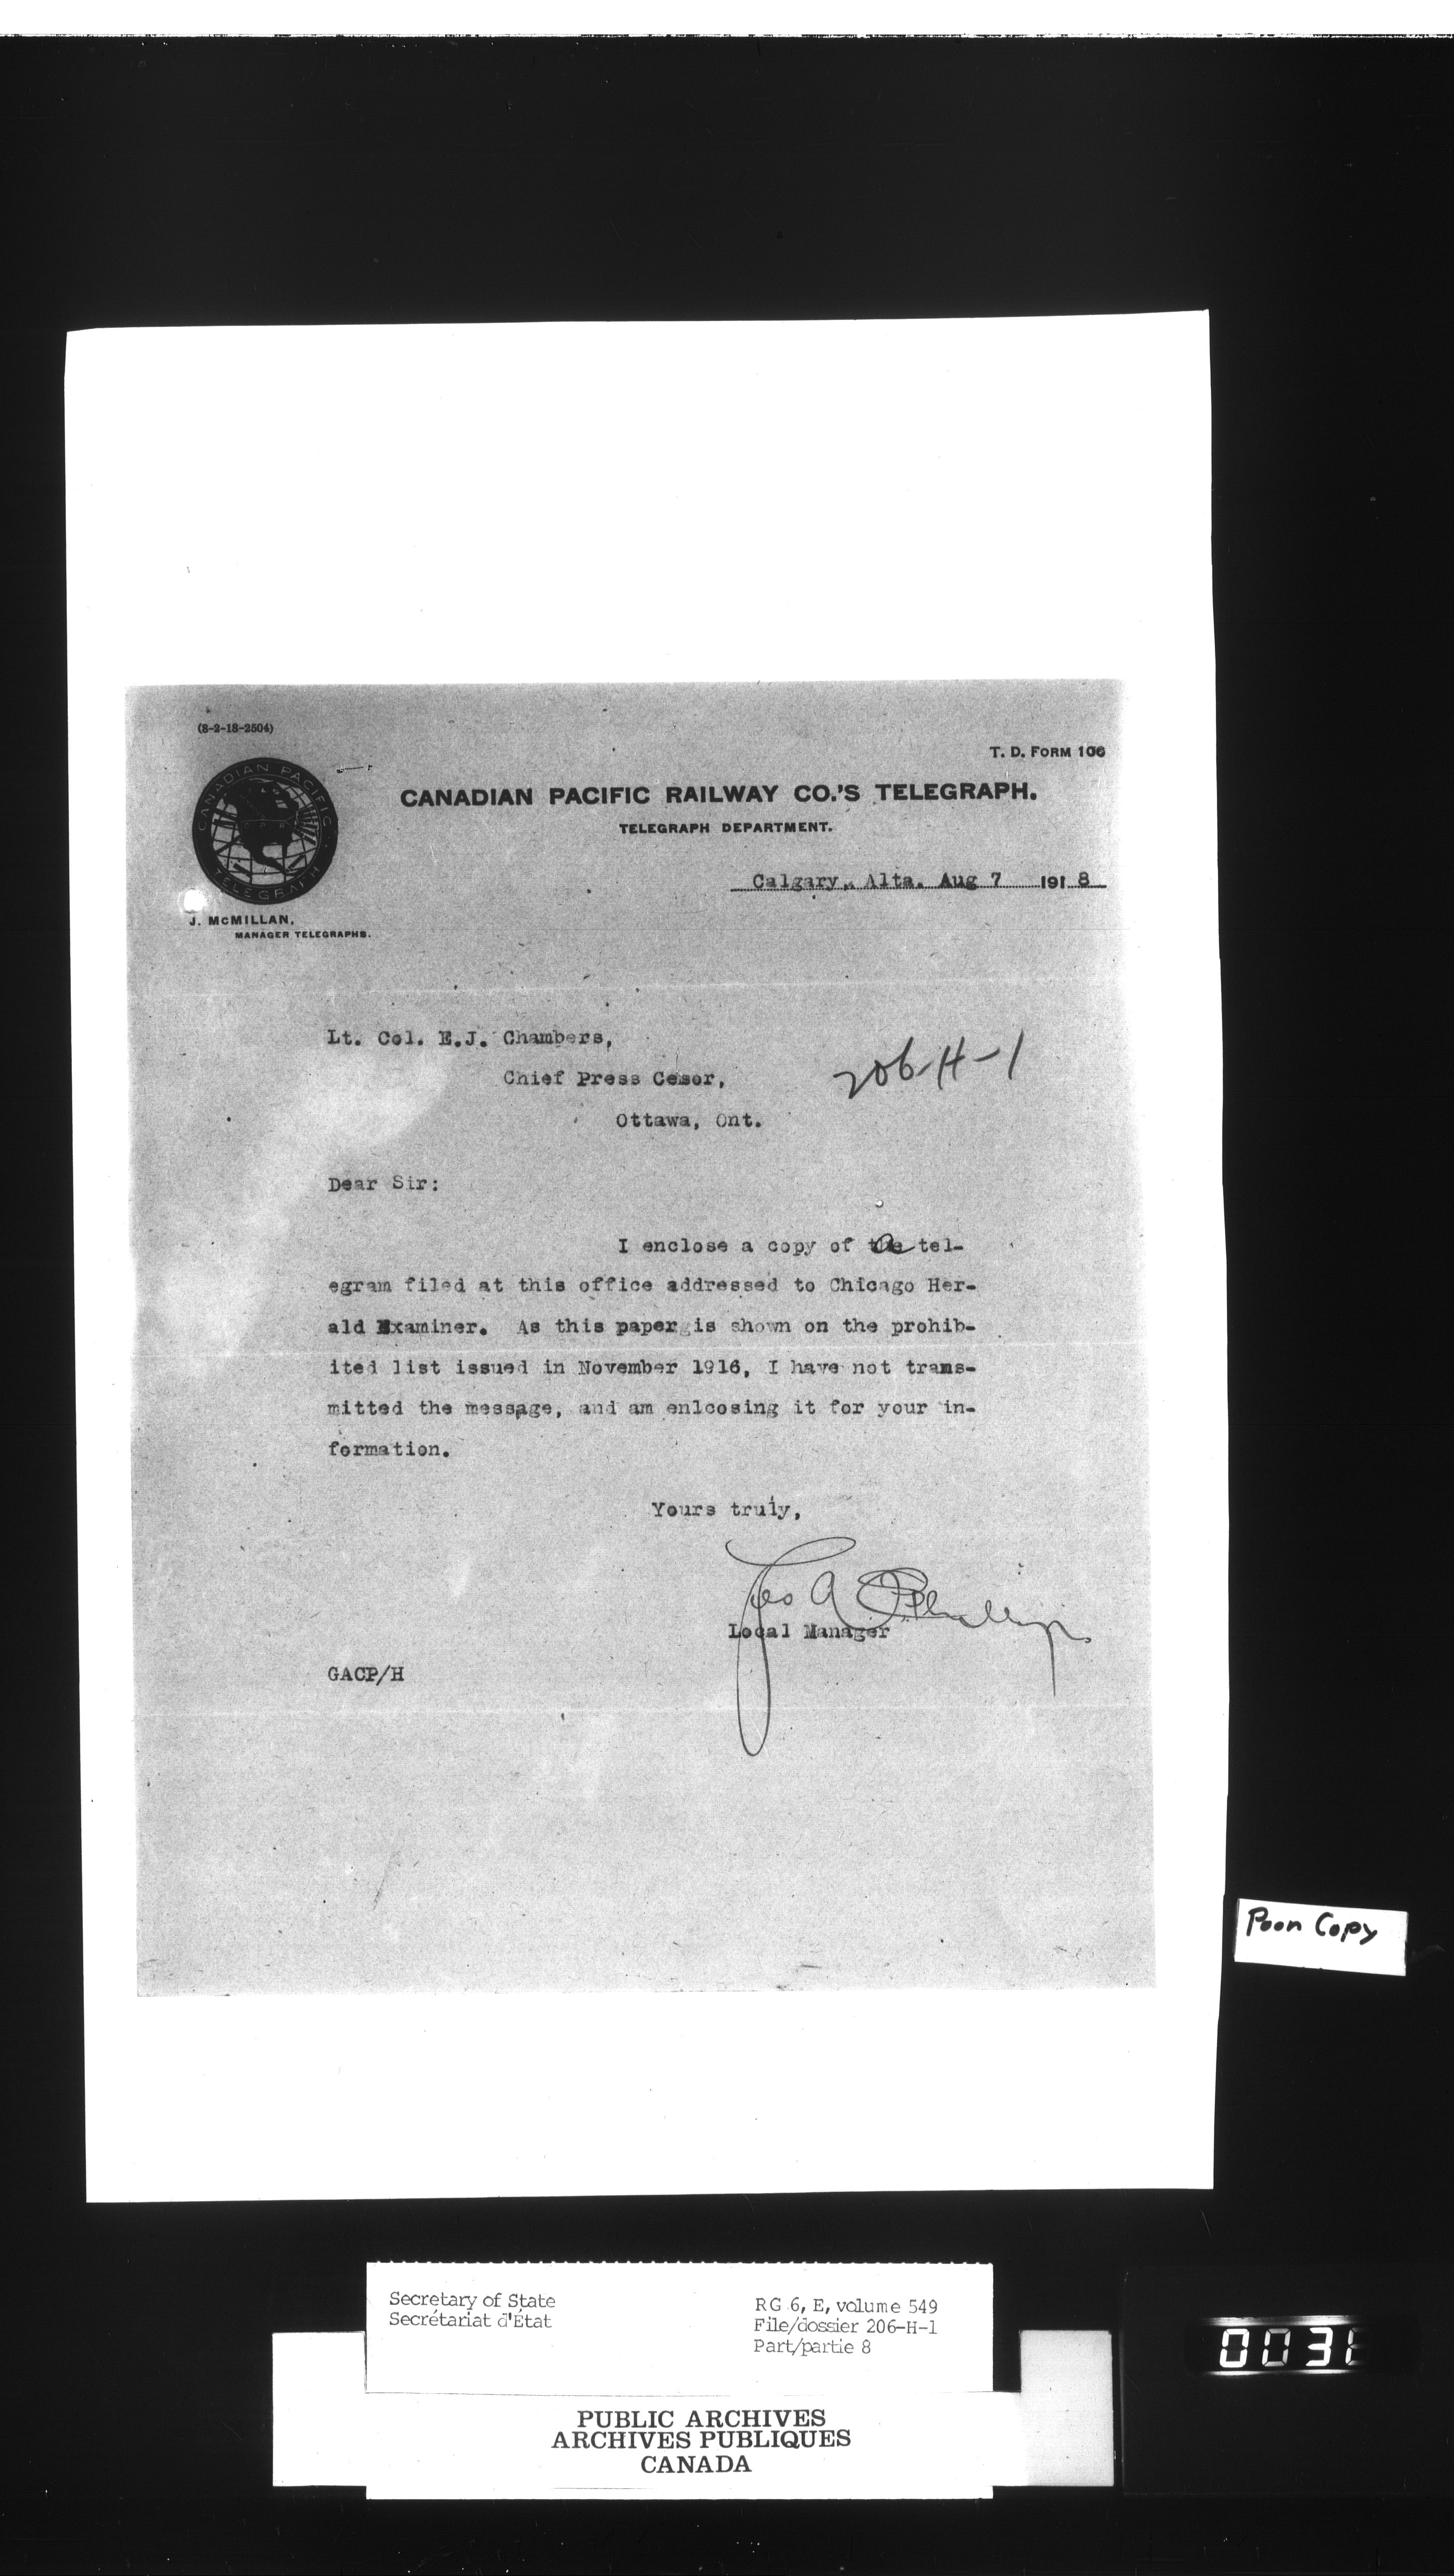 (8-2-18-2504)
T. D. FORM 106
CANADIAN PACIFIC
TELEGRAPH
CANADIAN PACIFIC RAILWAY CO.'S TELEGRAPH.
TELEGRAPH DEPARTMENT.
Calgary, Alta. Aug 7 1918
J. McMILLAN,
MANAGER TELEGRAPHS.
Lt. Col. E.J. Chambers,
Chief Press Cesor,
Ottawa, Ont.
206-H-1
Dear Sir:
I enclose a copy of a tel-
egram filed at this office addressed to Chicago Her-
ald Examiner. As this paper is shown on the prohib-
ited list issued in November 1916, I have not trans-
mitted the message, and am enlcosing it for your in-
formation.
Yours truly,
Geo A C Phillips
Local Manager
GACP/H
Poor Copy
Secretary of State
Secrétariat d'État
RG 6, E, volume 549
File/dossier 206-H-1
Part/partie 8
PUBLIC ARCHIVES
ARCHIVES PUBLIQUES
CANADA